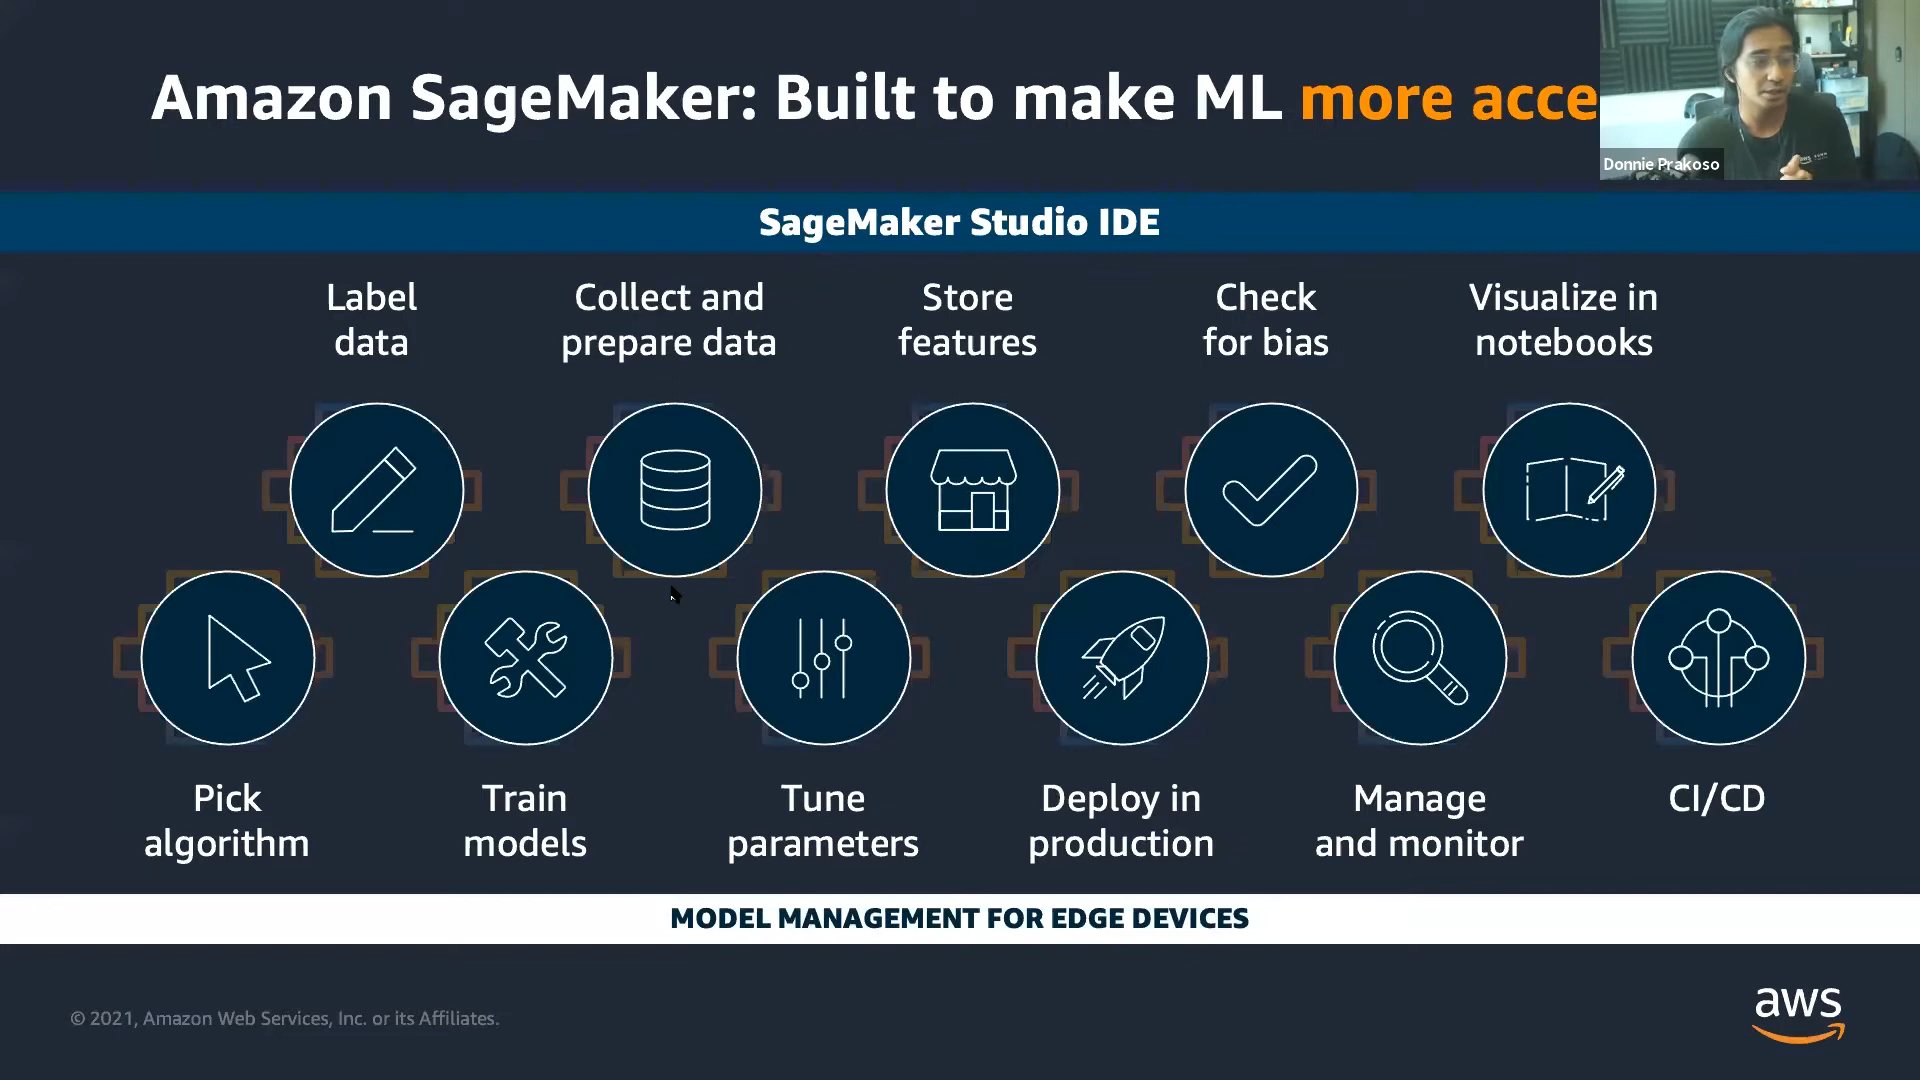 Amazon SageMaker: Built to make ML more acce
Donnie Prakoso
SageMaker Studio IDE
Label
data
Collect and
prepare data
Store
features
Check
for bias
Visualize in
notebooks
Pick
algorithm
Train
models
Tune
parameters
Deploy in
production
Manage
and monitor
CI/CD
MODEL MANAGEMENT FOR EDGE DEVICES
© 2021, Amazon Web Services, Inc. or its Affiliates.
aws